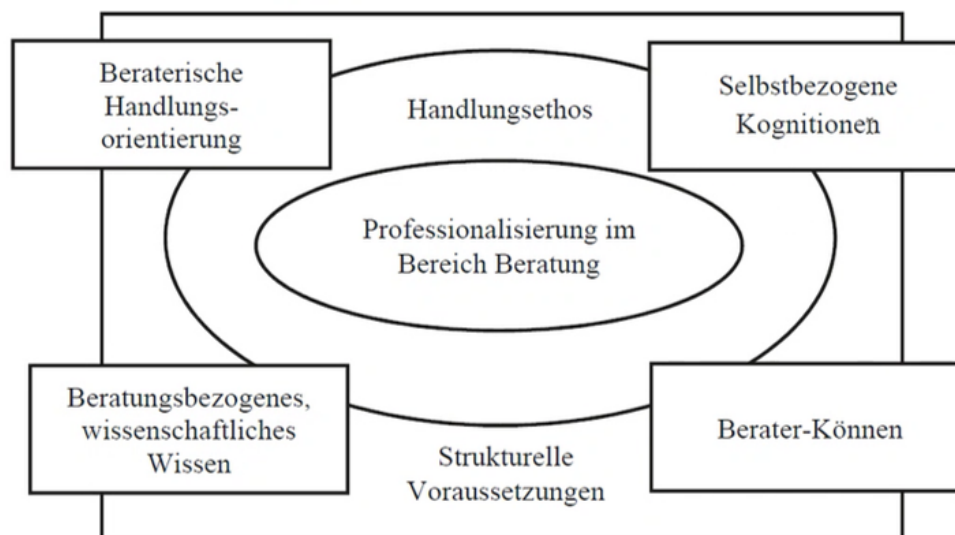 Beraterische
Handlungs-
orientierung
Handlungsethos
Selbstbezogene
Kognitionen
Professionalisierung im
Bereich Beratung
Beratungsbezogenes,
wissenschaftliches
Wissen
Strukturelle
Voraussetzungen
Berater-Können